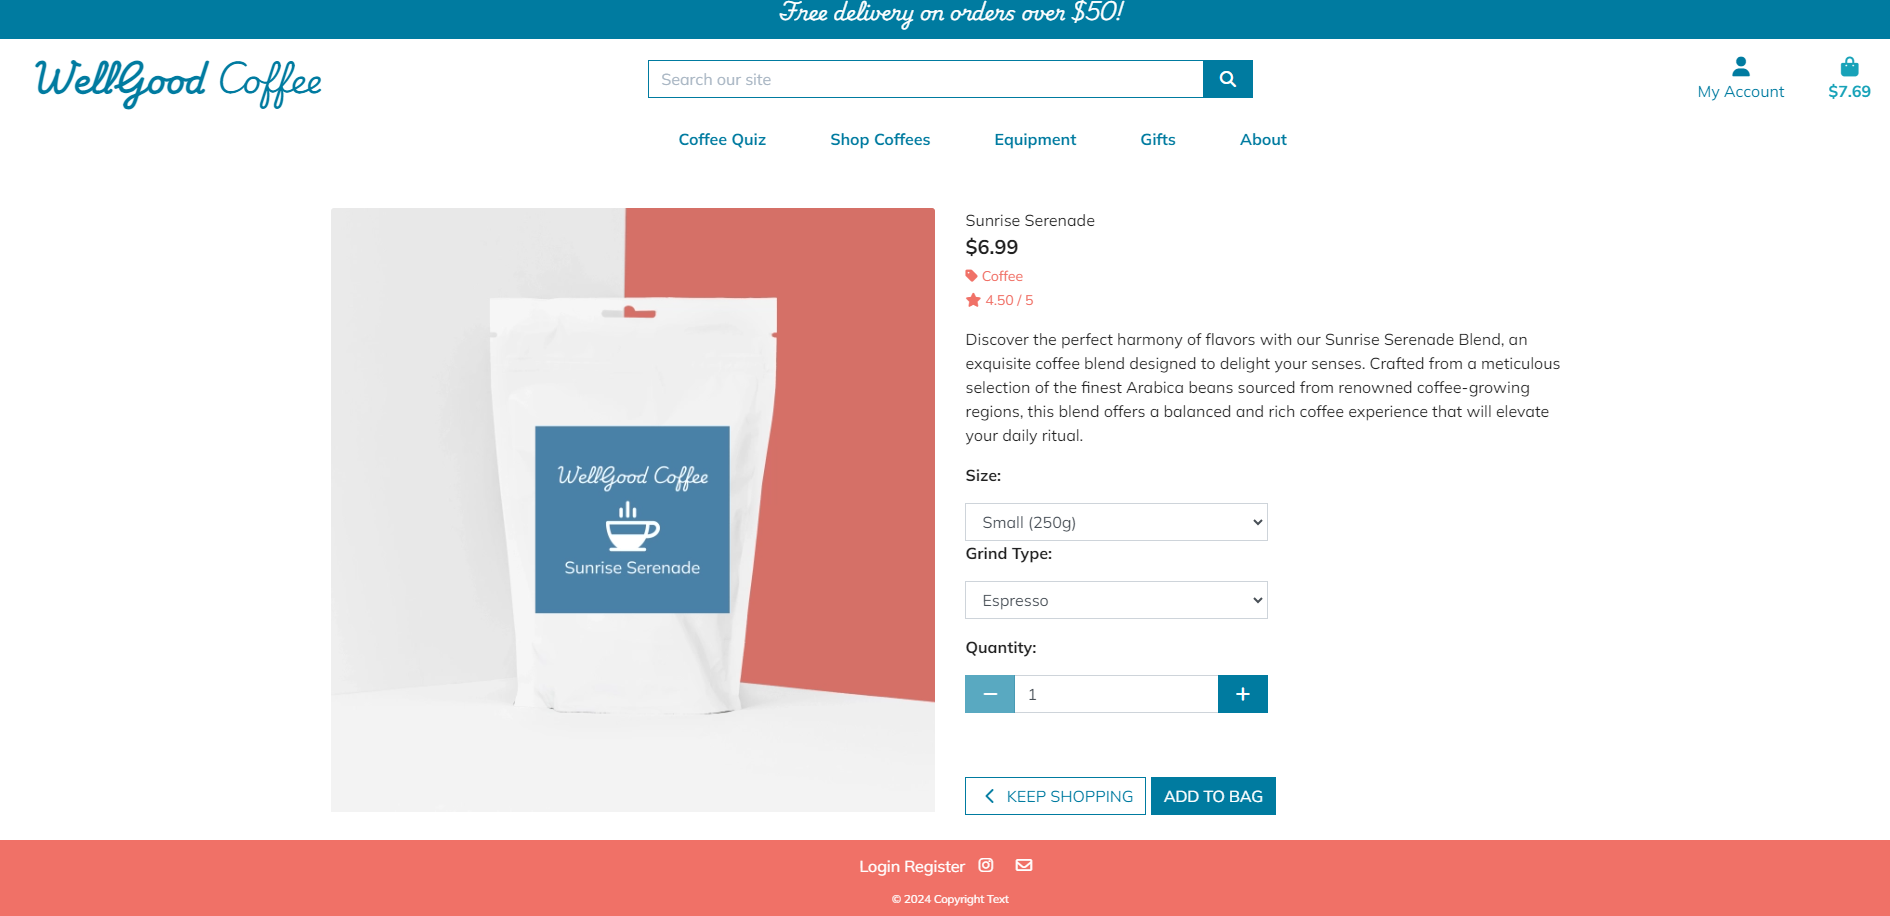 Free delivery on orders over $50!
WellGood Coffee
Search our site
My Account
$7.69
Coffee Quiz
Shop Coffees
Equipment
Gifts
About
WellGood Coffee
Sunrise Serenade
Sunrise Serenade
$6.99
Coffee
4.50 / 5
Discover the perfect harmony of flavors with our Sunrise Serenade Blend, an
exquisite coffee blend designed to delight your senses. Crafted from a meticulous
selection of the finest Arabica beans sourced from renowned coffee-growing
regions, this blend offers a balanced and rich coffee experience that will elevate
your daily ritual.
Size:
Small (250g)
Grind Type:
Espresso
Quantity:
1
KEEP SHOPPING
ADD TO BAG
Login Register
© 2024 Copyright Text